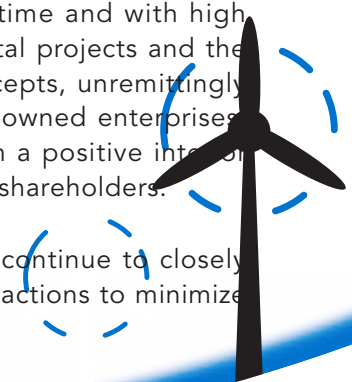 time and with high
tal projects and the
cepts, unremittingly
owned enterprises
n a positive
shareholders.
continue to closely
actions to minimize